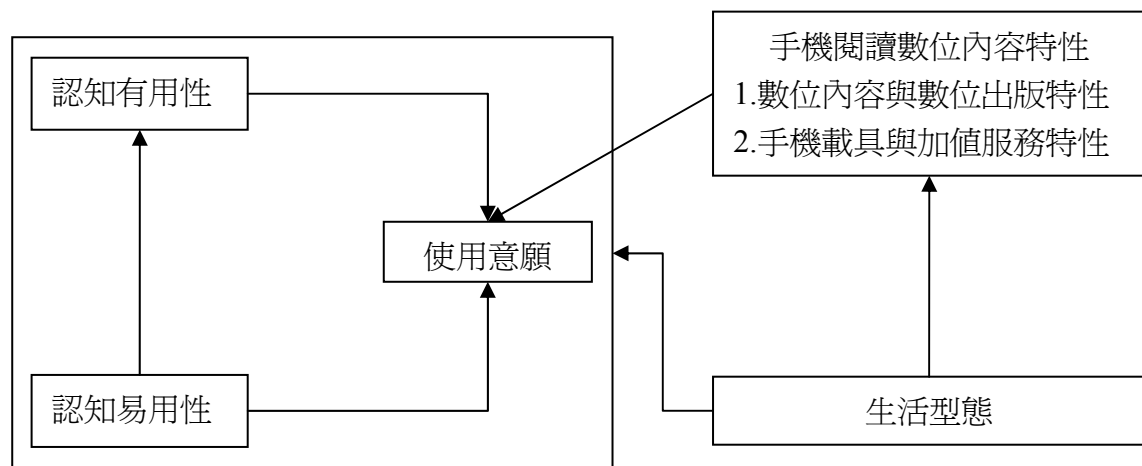 手機閱讀數位內容特性
1.數位內容與數位出版特性
2.手機載具與加值服務特性
認知有用性
使用意願
認知易用性
生活型態